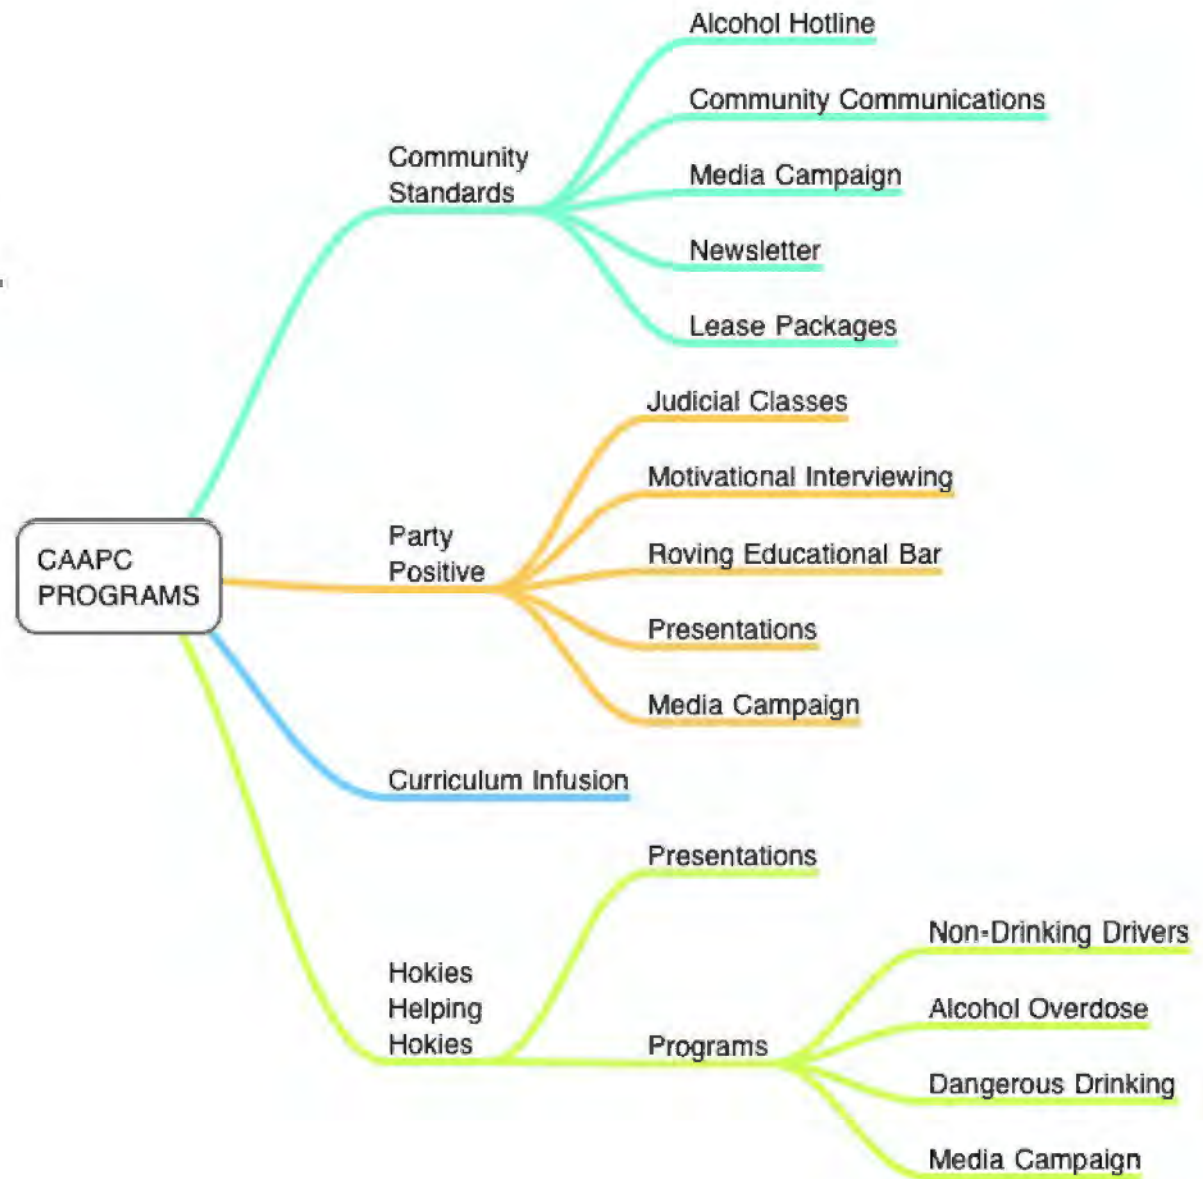 Alcohol Hotline
Community Communications
Community
Standards
Media Campaign
Newsletter
Lease Packages
Judicial Classes
Motivational Interviewing
Party
Positive
Roving Educational Bar
CAAPC
PROGRAMS
Presentations
Media Campaign
Curriculum Infusion
Presentations
Hokies
Helping
Hokies
Programs
Non-Drinking Drivers
Alcohol Overdose
Dangerous Drinking
Media Campaign